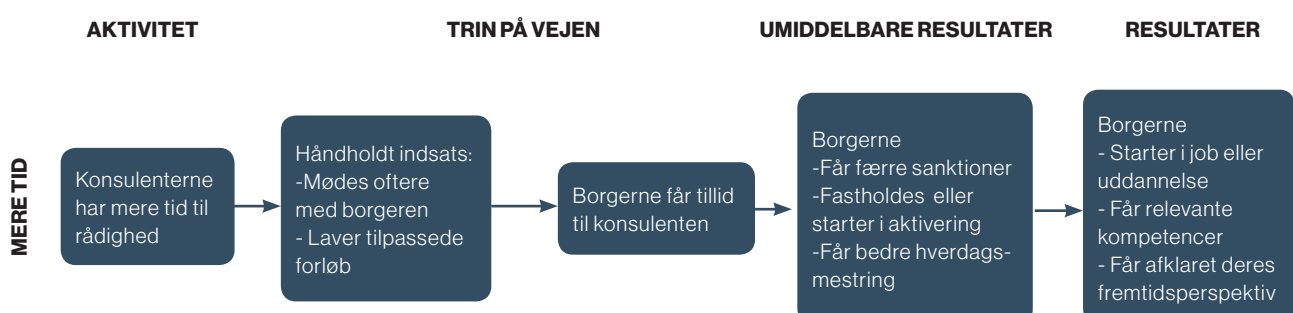 AKTIVITET
TRIN PÅ VEJEN
UMIDDELBARE RESULTATER
RESULTATER
MERE TID
Konsulenterne
har mere tid til
rådighed
Håndholdt indsats:
-Mødes oftere
med borgeren
- Laver tilpassede
forløb
Borgerne får tillid
til konsulenten
Borgerne
-Får færre sanktioner
-Fastholdes eller
starter i aktivering
-Får bedre hverdags-
mestring
Borgerne
- Starter i job eller
uddannelse
- Får relevante
kompetencer
- Får afklaret deres
fremtidsperspektiv